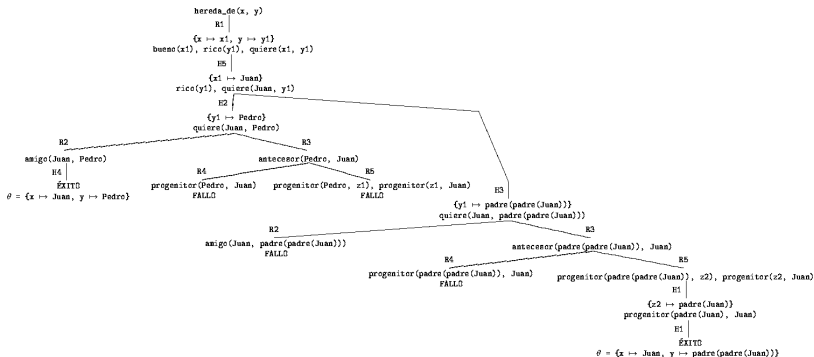 hereda_de(x, y)
R1
{x ↦ x1, y ↦ y1}
bueno(x1), rico(y1), quiere(x1, y1)
H5
{x1 ↦ Juan}
rico(y1), quiere(Juan, y1)
H2
{y1 ↦ Pedro}
quiere(Juan, Pedro)
R2
R3
amigo(Juan, Pedro)
antecesor(Pedro, Juan)
H4
R4
R5
ÉXITO
progenitor(Pedro, Juan)
progenitor(Pedro, z1), progenitor(z1, Juan)
θ = {x ↦ Juan, y ↦ Pedro}
FALLO
FALLO
H3
{y1 ↦ padre(padre(Juan))}
quiere(Juan, padre(padre(Juan)))
R2
R3
amigo(Juan, padre(padre(Juan)))
antecesor(padre(padre(Juan)), Juan)
FALLO
R4
R5
progenitor(padre(padre(Juan)), Juan)
progenitor(padre(padre(Juan)), z2), progenitor(z2, Juan)
FALLO
H1
{z2 ↦ padre(Juan)}
progenitor(padre(Juan), Juan)
H1
ÉXITO
θ = {x ↦ Juan, y ↦ padre(padre(Juan))}